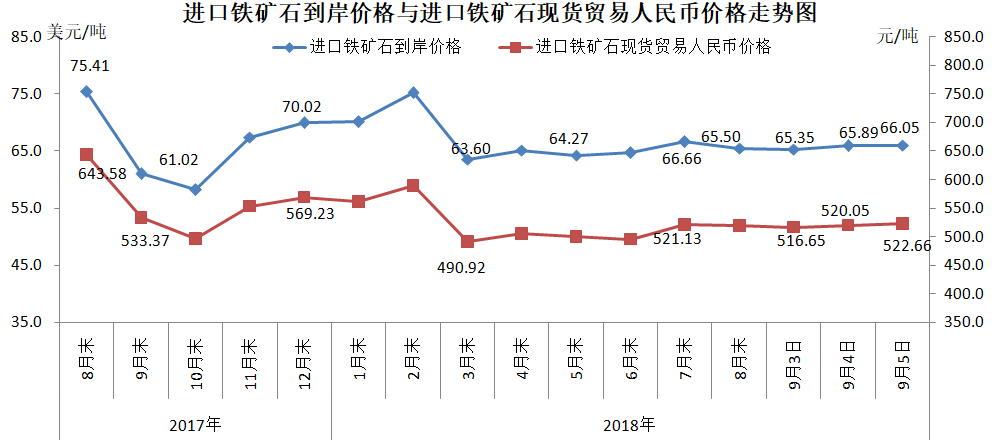 进口铁矿石到岸价格与进口铁矿石现货贸易人民币价格走势图
美元/吨
元/吨
进口铁矿石到岸价格
进口铁矿石现货贸易人民币价格
85.0
75.0
65.0
55.0
45.0
35.0
850.0
800.0
750.0
700.0
650.0
600.0
550.0
500.0
450.0
400.0
350.0
75.41
61.02
70.02
63.60
64.27
66.66
65.50
65.35
65.89
66.05
643.58
533.37
569.23
490.92
521.13
516.65
520.05
522.66
8月末
9月末
10月末
11月末
12月末
1月末
2月末
3月末
4月末
5月末
6月末
7月末
8月末
9月3日
9月4日
9月5日
2017年
2018年